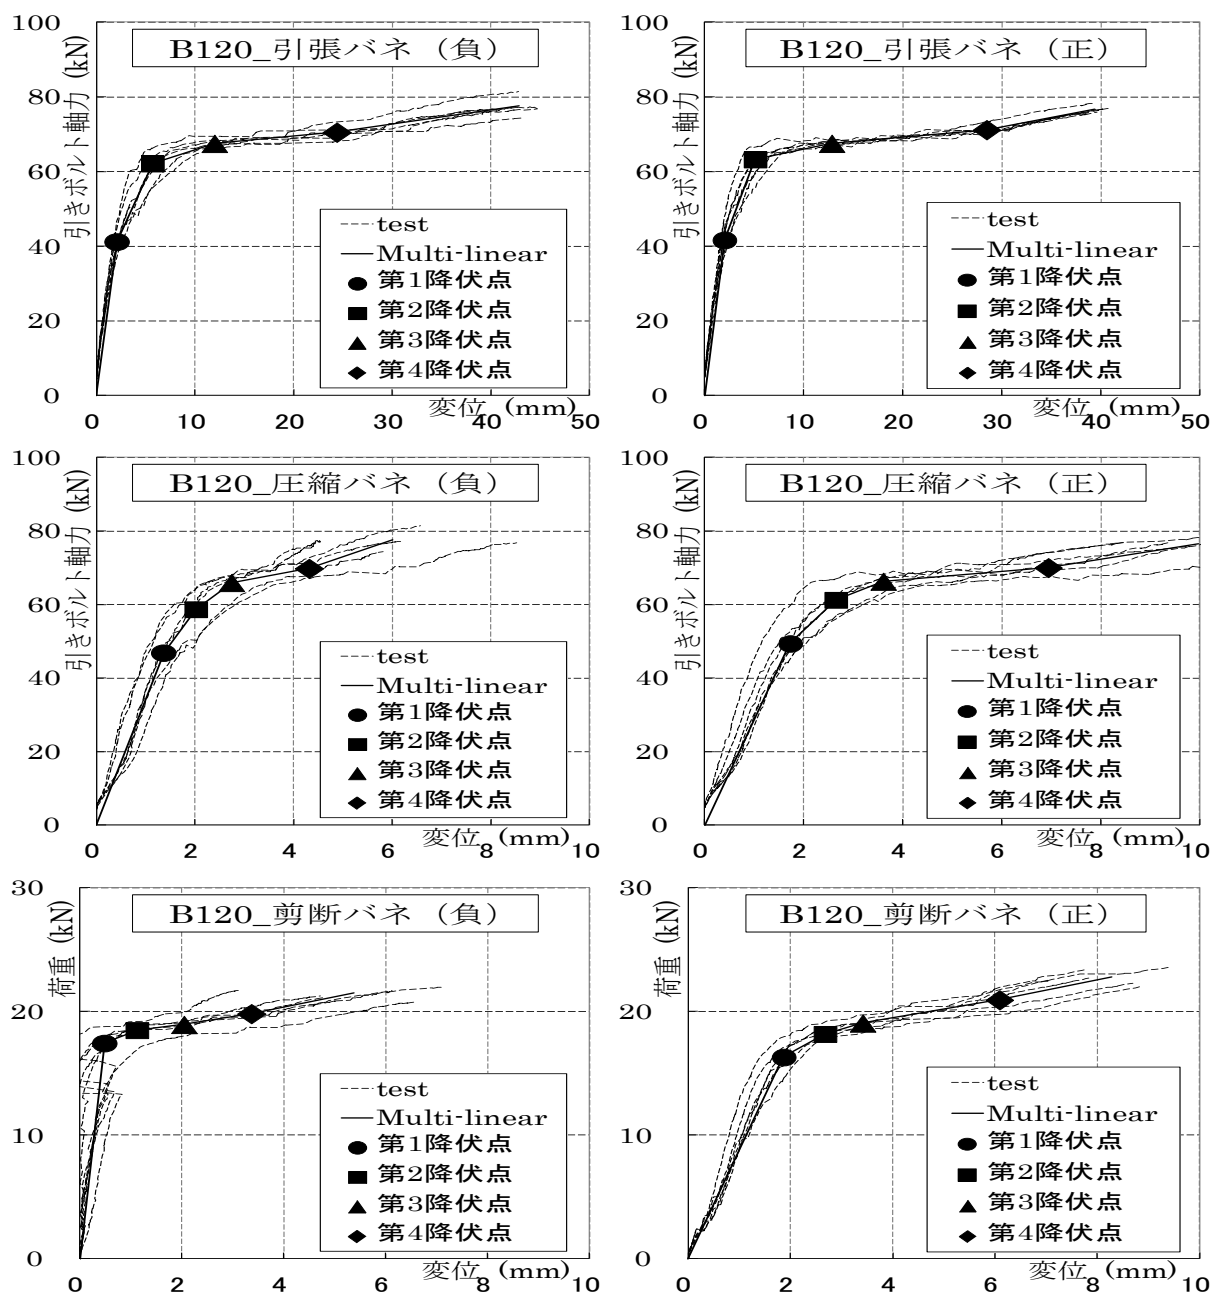 B120_引張バネ（負）
引きボルト軸力 (kN)
100
80
60
40
20
0
test
Multi-linear
第1降伏点
第2降伏点
第3降伏点
第4降伏点
変位 (mm)
0 10 20 30 40 50
B120_引張バネ（正）
引きボルト軸力 (kN)
100
80
60
40
20
0
test
Multi-linear
第1降伏点
第2降伏点
第3降伏点
第4降伏点
変位 (mm)
0 10 20 30 40 50
B120_圧縮バネ（負）
引きボルト軸力 (kN)
100
80
60
40
20
0
test
Multi-linear
第1降伏点
第2降伏点
第3降伏点
第4降伏点
変位 (mm)
0 2 4 6 8 10
B120_圧縮バネ（正）
引きボルト軸力 (kN)
100
80
60
40
20
0
test
Multi-linear
第1降伏点
第2降伏点
第3降伏点
第4降伏点
変位 (mm)
0 2 4 6 8 10
B120_剪断バネ（負）
荷重 (kN)
30
20
10
0
test
Multi-linear
第1降伏点
第2降伏点
第3降伏点
第4降伏点
変位 (mm)
0 2 4 6 8 10
B120_剪断バネ（正）
荷重 (kN)
30
20
10
0
test
Multi-linear
第1降伏点
第2降伏点
第3降伏点
第4降伏点
変位 (mm)
0 2 4 6 8 10